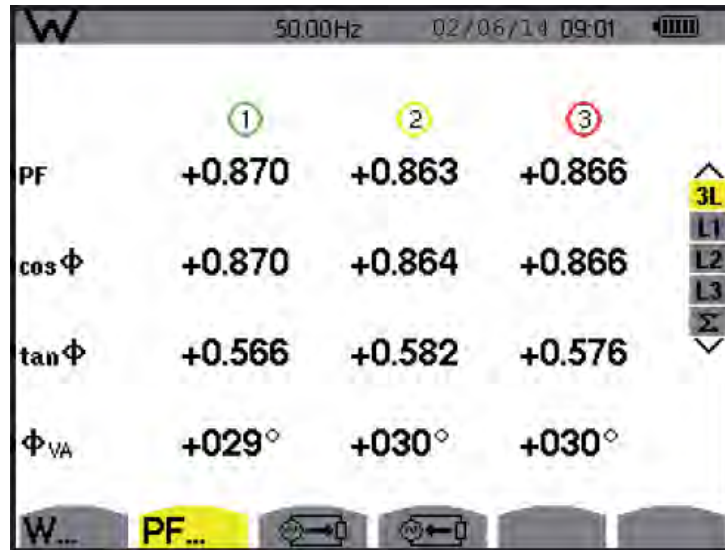 W 50.00Hz 02/06/14 09:01
1 2 3
PF +0.870 +0.863 +0.866
3L
L1
cos Φ +0.870 +0.864 +0.866
L2
L3
Σ
tan Φ +0.566 +0.582 +0.576
Φ VA +029° +030° +030°
W... PF...